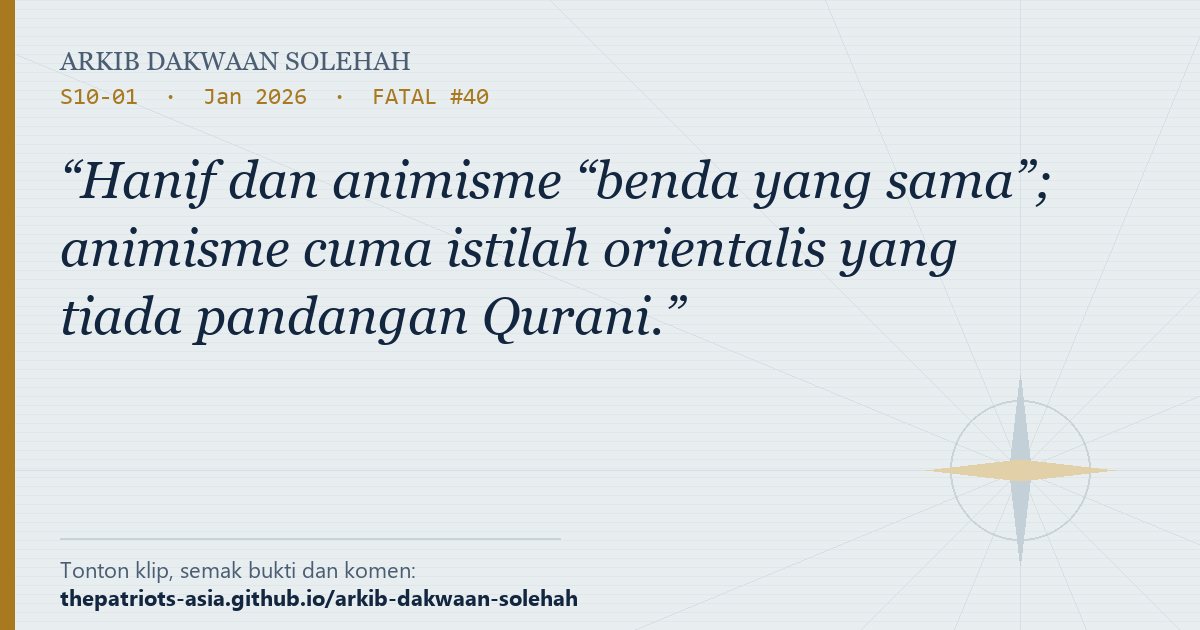 ARKIB DAKWAAN SOLEHAH
S10-01 · Jan 2026 · FATAL #40
“Hanif dan animisme “benda yang sama”;
animisme cuma istilah orientalis yang
tiada pandangan Qurani.”
Tonton klip, semak bukti dan komen:
thepatriots-asia.github.io/arkib-dakwaan-solehah